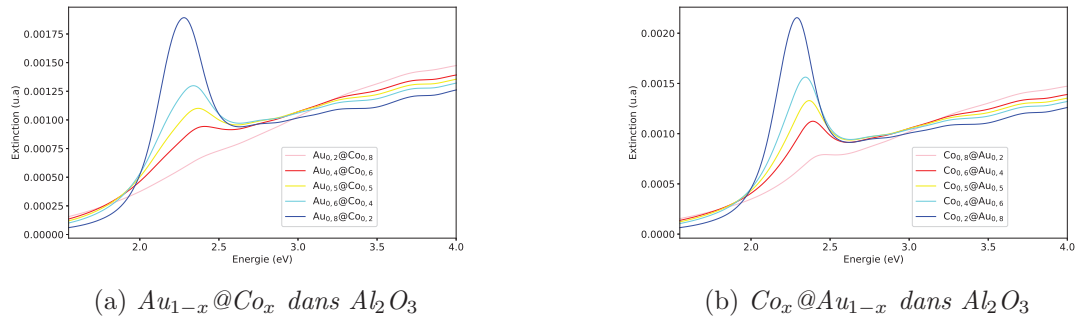 0.00175
0.00150
0.00125
0.00100
0.00075
0.00050
0.00025
0.00000
Extinction (u.a)
Au0,2@Co0,8
Au0,4@Co0,6
Au0,5@Co0,5
Au0,6@Co0,4
Au0,8@Co0,2
2.0 2.5 3.0 3.5 4.0
Energie (eV)
(a) Au1−x@Cox dans Al2O3
0.0020
0.0015
0.0010
0.0005
0.0000
Extinction (u.a)
Co0,8@Au0,2
Co0,6@Au0,4
Co0,5@Au0,5
Co0,4@Au0,6
Co0,2@Au0,8
2.0 2.5 3.0 3.5 4.0
Energie (eV)
(b) Cox@Au1−x dans Al2O3